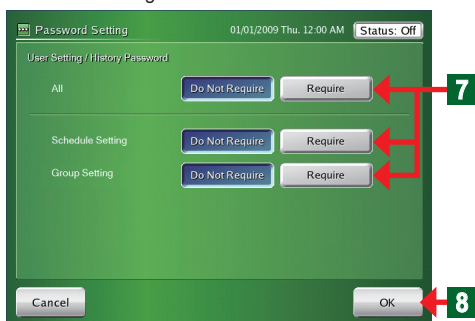 Password Setting 01/01/2009 Thu. 12:00 AM Status: Off
User Setting / History Password
All Do Not Require Require 7
Schedule Setting Do Not Require Require
Group Setting Do Not Require Require
Cancel OK 8